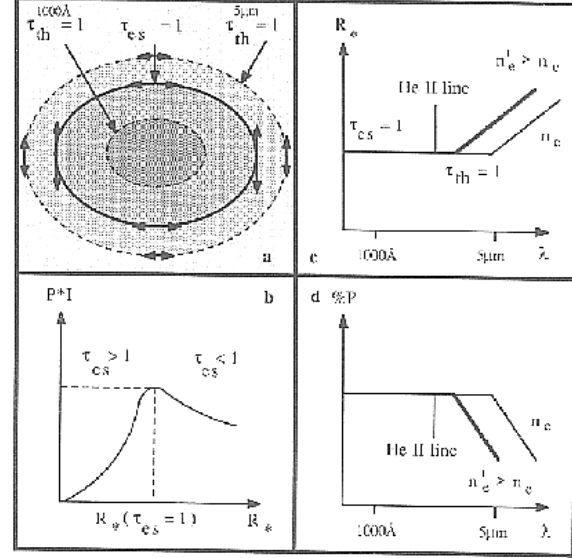 1000Å 5μm
τth = 1 τes = 1 τth = 1
a
R*
n'e > ne
He II line
τes = 1
ne
τth = 1
c 1000Å 5μm λ
P*I b
τes > 1 τes < 1
R*(τes = 1) R*
d %P
ne
He II line
n'e > ne
1000Å 5μm λ